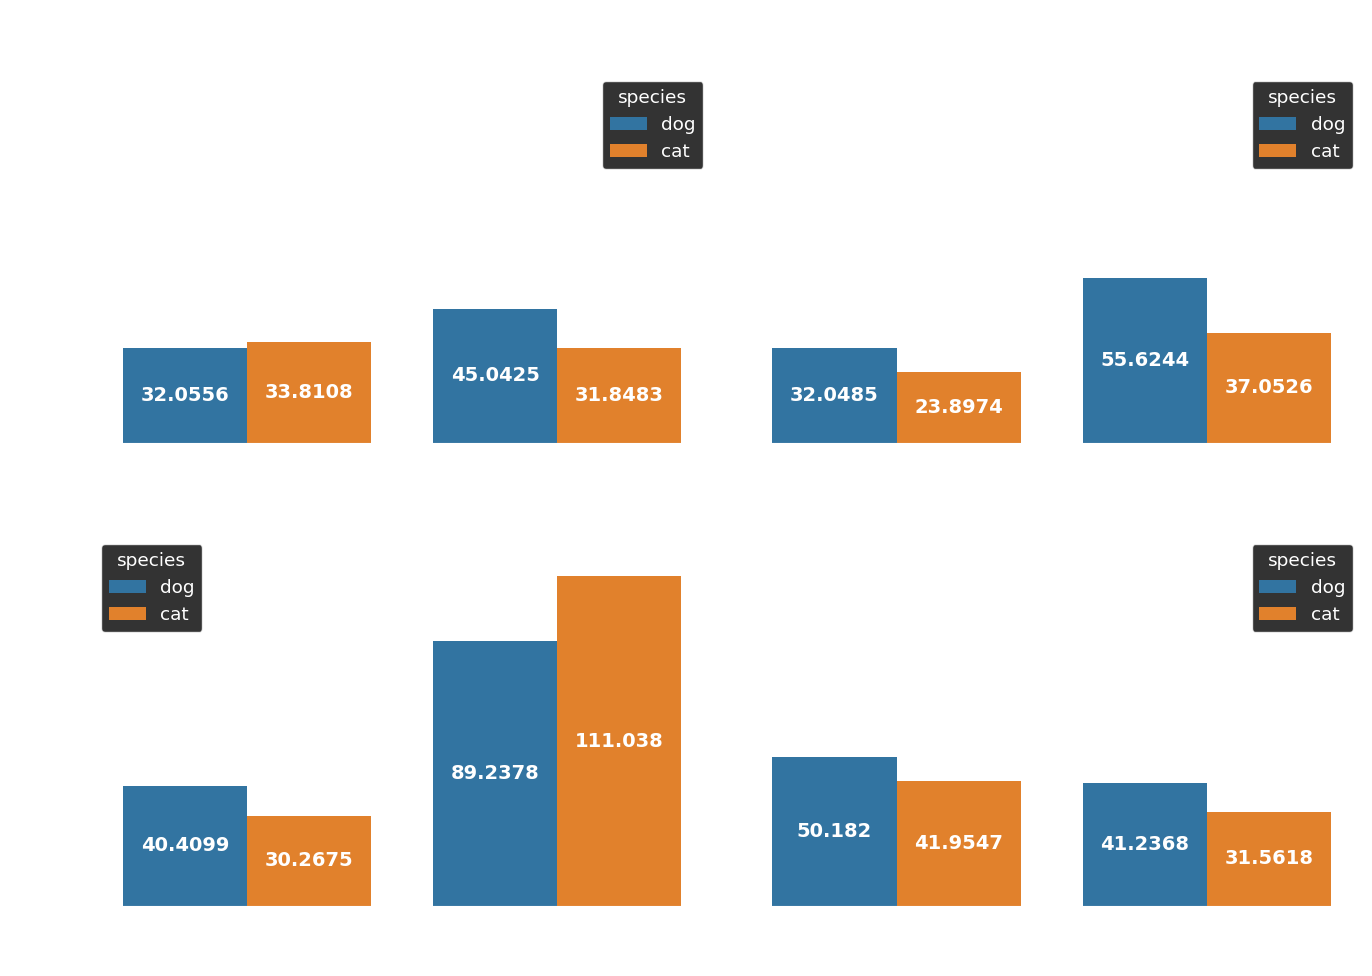 species
dog
cat
32.0556
33.8108
45.0425
31.8483
species
dog
cat
32.0485
23.8974
55.6244
37.0526
species
dog
cat
40.4099
30.2675
89.2378
111.038
species
dog
cat
50.182
41.9547
41.2368
31.5618